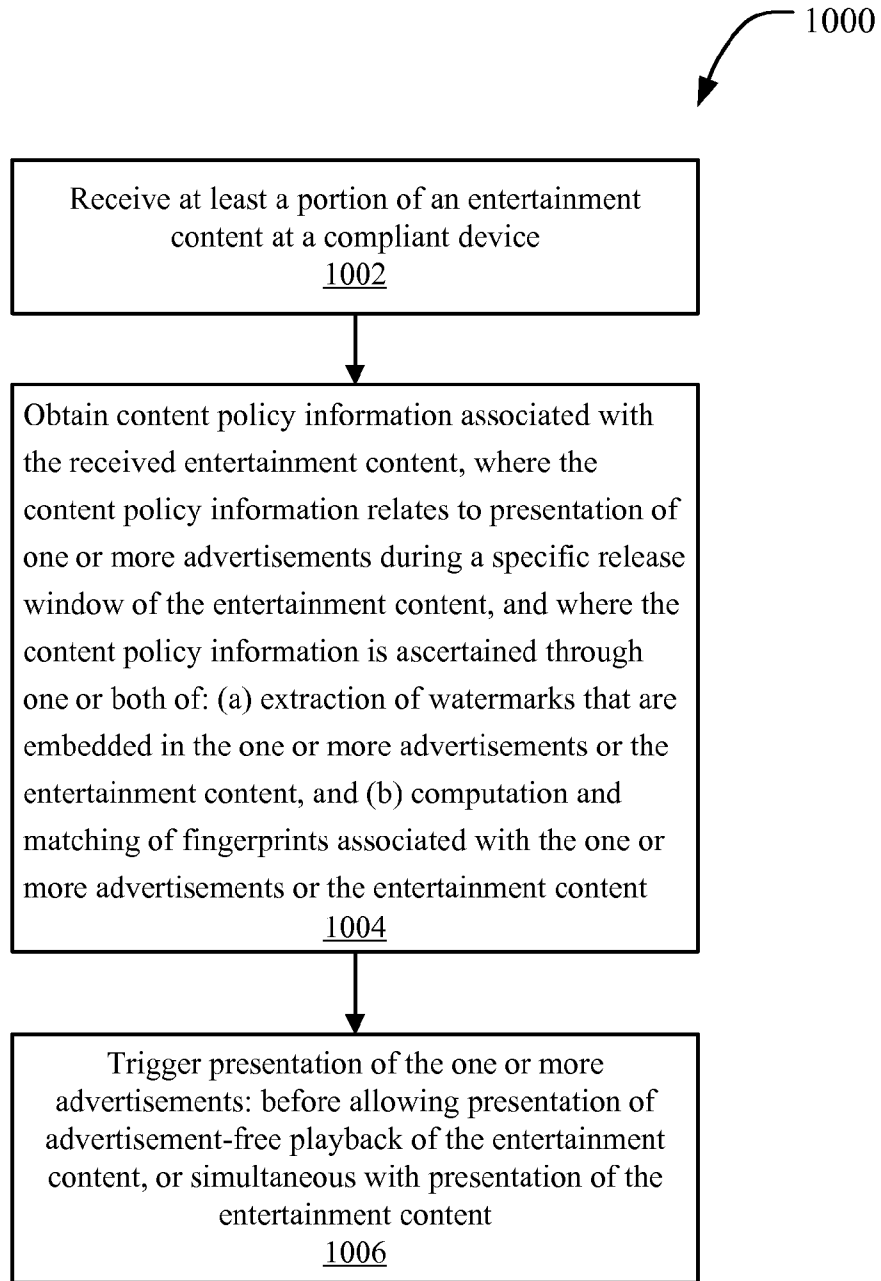 1000
Receive at least a portion of an entertainment
content at a compliant device
1002
Obtain content policy information associated with
the received entertainment content, where the
content policy information relates to presentation of
one or more advertisements during a specific release
window of the entertainment content, and where the
content policy information is ascertained through
one or both of: (a) extraction of watermarks that are
embedded in the one or more advertisements or the
entertainment content, and (b) computation and
matching of fingerprints associated with the one or
more advertisements or the entertainment content
1004
Trigger presentation of the one or more
advertisements: before allowing presentation of
advertisement-free playback of the entertainment
content, or simultaneous with presentation of the
entertainment content
1006